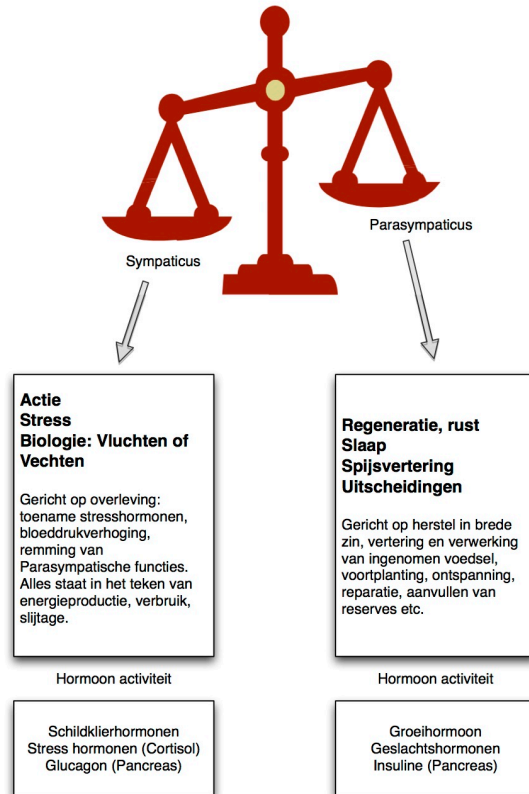 Sympaticus
Parasympaticus
Actie
Stress
Biologie: Vluchten of
Vechten
Gericht op overleving:
toename stresshormonen,
bloeddrukverhoging,
remming van
Parasympatische functies.
Alles staat in het teken van
energieproductie, verbruik,
slijtage.
Regeneratie, rust
Slaap
Spijsvertering
Uitscheidingen
Gericht op herstel in brede
zin, vertering en verwerking
van ingenomen voedsel,
voortplanting, ontspanning,
reparatie, aanvullen van
reserves etc.
Hormoon activiteit
Hormoon activiteit
Schildklierhormonen
Stress hormonen (Cortisol)
Glucagon (Pancreas)
Groeihormoon
Geslachtshormonen
Insuline (Pancreas)